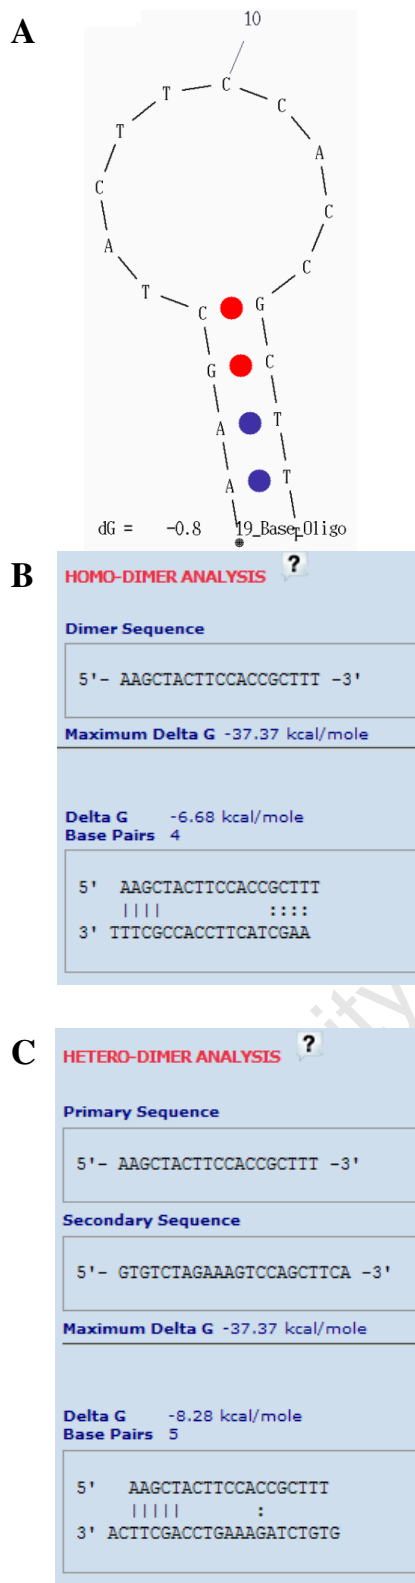 A
10
T C C
T A
C C
A C
T C G
G C
A T
A T
T
dG = -0.8 19_Base_Oligo
B
HOMO-DIMER ANALYSIS ?
Dimer Sequence
5'- AAGCTACTTCCACCGCTTT -3'
Maximum Delta G -37.37 kcal/mole
Delta G -6.68 kcal/mole
Base Pairs 4
5' AAGCTACTTCCACCGCTTT
|||| ::::
3' TTTCGCCACCTTCATCGAA
C
HETERO-DIMER ANALYSIS ?
Primary Sequence
5'- AAGCTACTTCCACCGCTTT -3'
Secondary Sequence
5'- GTGTCTAGAAAGTCCAGCTTCA -3'
Maximum Delta G -37.37 kcal/mole
Delta G -8.28 kcal/mole
Base Pairs 5
5' AAGCTACTTCCACCGCTTT
||||| :
3' ACTTCGACCTGAAAGATCTGTG